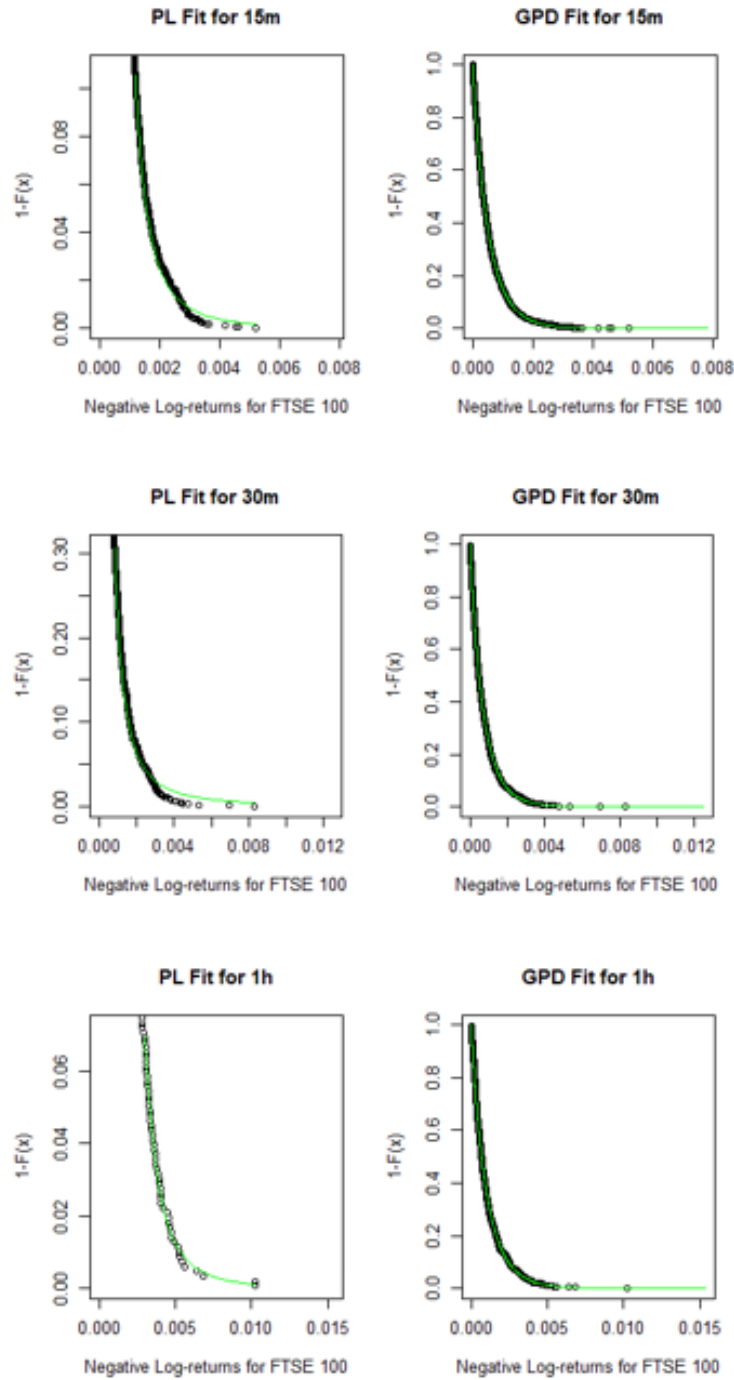 PL Fit for 15m
1-F(x)
0.08
0.04
0.00
0.000 0.002 0.004 0.006 0.008
Negative Log-returns for FTSE 100
GPD Fit for 15m
1-F(x)
1.0
0.8
0.6
0.4
0.2
0.0
0.000 0.002 0.004 0.006 0.008
Negative Log-returns for FTSE 100
PL Fit for 30m
1-F(x)
0.30
0.20
0.10
0.00
0.000 0.004 0.008 0.012
Negative Log-returns for FTSE 100
GPD Fit for 30m
1-F(x)
1.0
0.8
0.6
0.4
0.2
0.0
0.000 0.004 0.008 0.012
Negative Log-returns for FTSE 100
PL Fit for 1h
1-F(x)
0.06
0.04
0.02
0.00
0.000 0.005 0.010 0.015
Negative Log-returns for FTSE 100
GPD Fit for 1h
1-F(x)
1.0
0.8
0.6
0.4
0.2
0.0
0.000 0.005 0.010 0.015
Negative Log-returns for FTSE 100